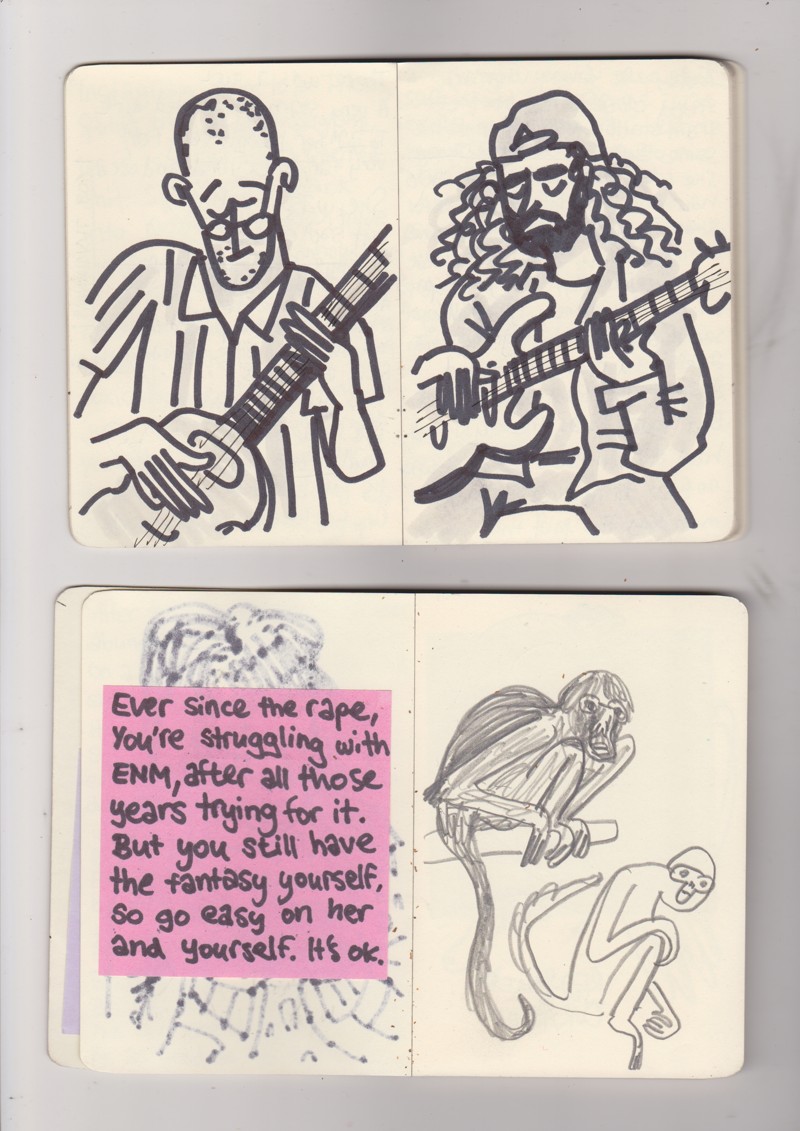 Ever since the rape,
You're struggling with
ENM, after all those
years trying for it.
But you still have
the fantasy yourself,
so go easy on her
and yourself. It's ok.